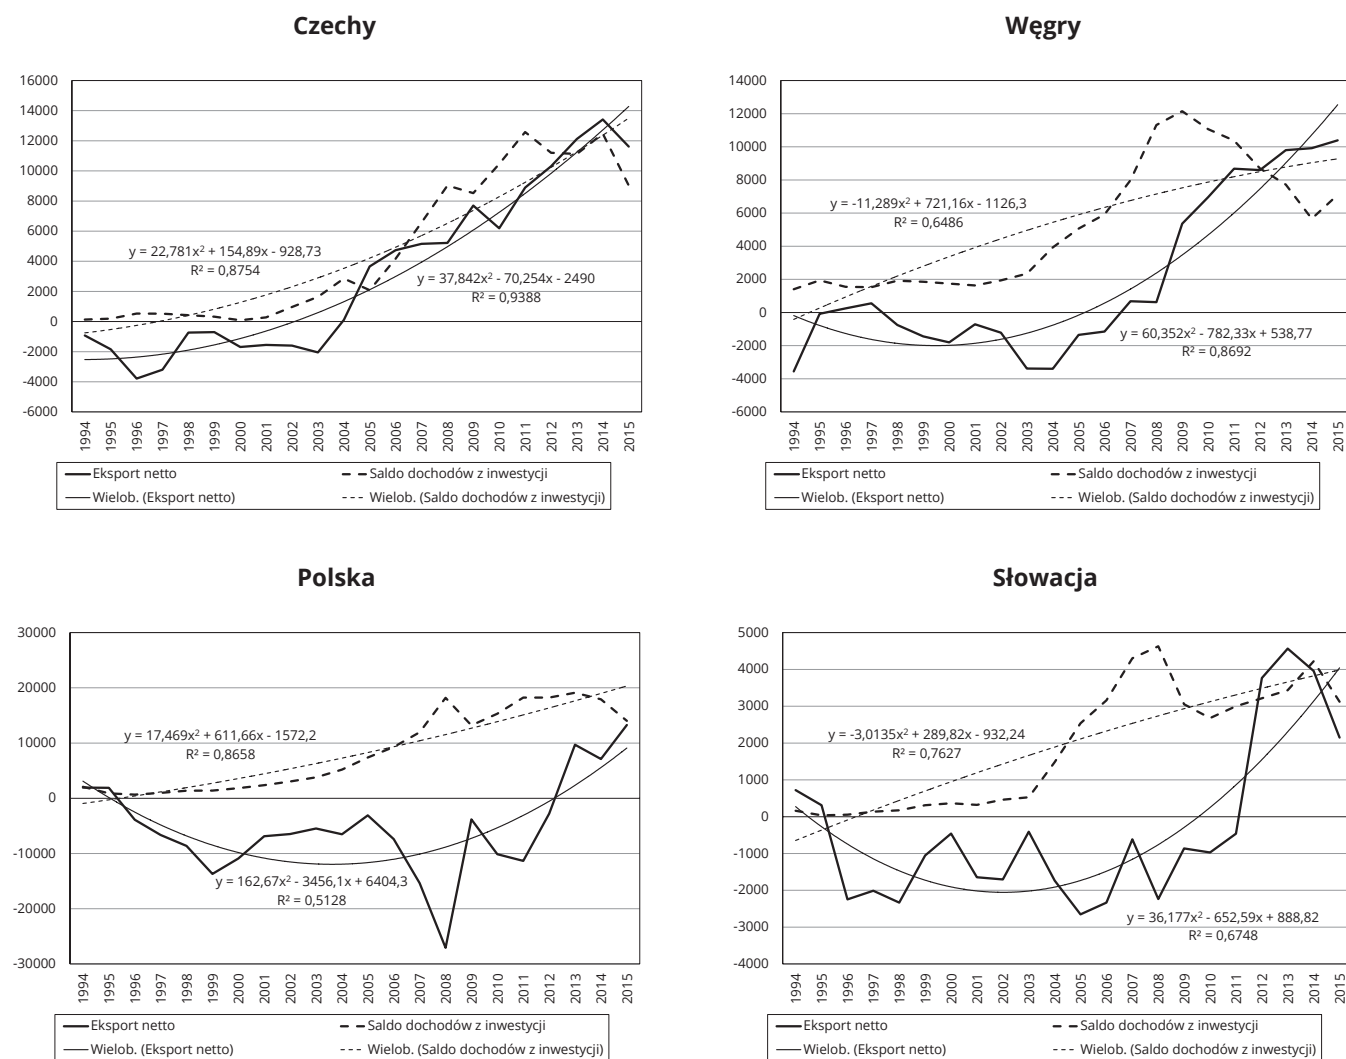 Czechy
16000
14000
12000
10000
8000
6000
4000
2000
0
-2000
-4000
-6000
y = 22,781x² + 154,89x - 928,73
R² = 0,8754
y = 37,842x² - 70,254x - 2490
R² = 0,9388
1994 1995 1996 1997 1998 1999 2000 2001 2002 2003 2004 2005 2006 2007 2008 2009 2010 2011 2012 2013 2014 2015
Eksport netto Saldo dochodów z inwestycji
Wielob. (Eksport netto) Wielob. (Saldo dochodów z inwestycji)
Węgry
14000
12000
10000
8000
6000
4000
2000
0
-2000
-4000
-6000
y = -11,289x² + 721,16x - 1126,3
R² = 0,6486
y = 60,352x² - 782,33x + 538,77
R² = 0,8692
1994 1995 1996 1997 1998 1999 2000 2001 2002 2003 2004 2005 2006 2007 2008 2009 2010 2011 2012 2013 2014 2015
Eksport netto Saldo dochodów z inwestycji
Wielob. (Eksport netto) Wielob. (Saldo dochodów z inwestycji)
Polska
30000
20000
10000
0
-10000
-20000
-30000
y = 17,469x² + 611,66x - 1572,2
R² = 0,8658
y = 162,67x² - 3456,1x + 6404,3
R² = 0,5128
1994 1995 1996 1997 1998 1999 2000 2001 2002 2003 2004 2005 2006 2007 2008 2009 2010 2011 2012 2013 2014 2015
Eksport netto Saldo dochodów z inwestycji
Wielob. (Eksport netto) Wielob. (Saldo dochodów z inwestycji)
Słowacja
5000
4000
3000
2000
1000
0
-1000
-2000
-3000
-4000
y = -3,0135x² + 289,82x - 932,24
R² = 0,7627
y = 36,177x² - 652,59x + 888,82
R² = 0,6748
1994 1995 1996 1997 1998 1999 2000 2001 2002 2003 2004 2005 2006 2007 2008 2009 2010 2011 2012 2013 2014 2015
Eksport netto Saldo dochodów z inwestycji
Wielob. (Eksport netto) Wielob. (Saldo dochodów z inwestycji)